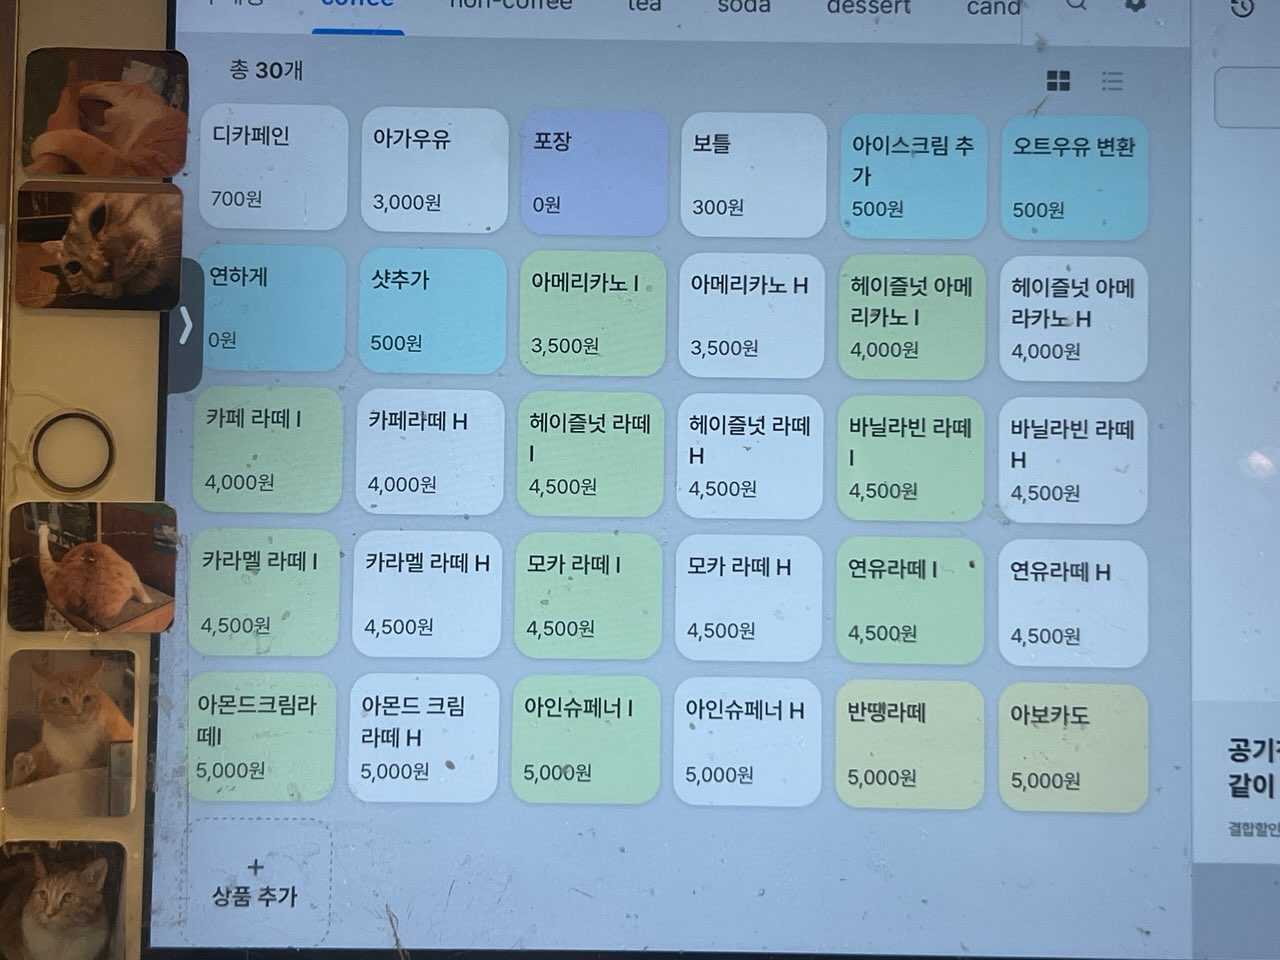 coffee
non-coffee
tea
soda
dessert
cand
총 30개
디카페인
700원
아가우유
3,000원
포장
0원
보틀
300원
아이스크림 추
가
500원
오트우유 변환
500원
연하게
0원
샷추가
500원
아메리카노 I
3,500원
아메리카노 H
3,500원
헤이즐넛 아메
리카노 I
4,000원
헤이즐넛 아메
라카노 H
4,000원
카페 라떼 I
4,000원
카페라떼 H
4,000원
헤이즐넛 라떼
I
4,500원
헤이즐넛 라떼
H
4,500원
바닐라빈 라떼
I
4,500원
바닐라빈 라떼
H
4,500원
카라멜 라떼 I
4,500원
카라멜 라떼 H
4,500원
모카 라떼 I
4,500원
모카 라떼 H
4,500원
연유라떼 I
4,500원
연유라떼 H
4,500원
아몬드크림라
떼I
5,000원
아몬드 크림
라떼 H
5,000원
아인슈페너 I
5,000원
아인슈페너 H
5,000원
반땡라떼
5,000원
아보카도
5,000원
+
상품 추가
공기
같이
결합할인